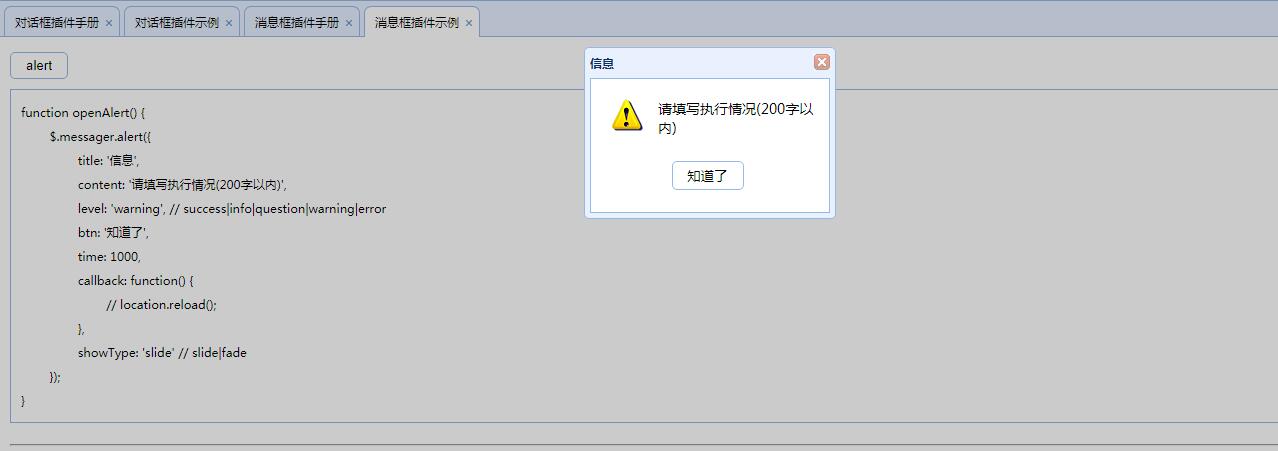 对话框插件手册 × 对话框插件示例 × 消息框插件手册 × 消息框插件示例 ×
alert
信息
请填写执行情况(200字以
内)
知道了
function openAlert() {
$.messager.alert({
title: '信息',
content: '请填写执行情况(200字以内)',
level: 'warning', // success|info|question|warning|error
btn: '知道了',
time: 1000,
callback: function() {
// location.reload();
},
showType: 'slide' // slide|fade
});
}